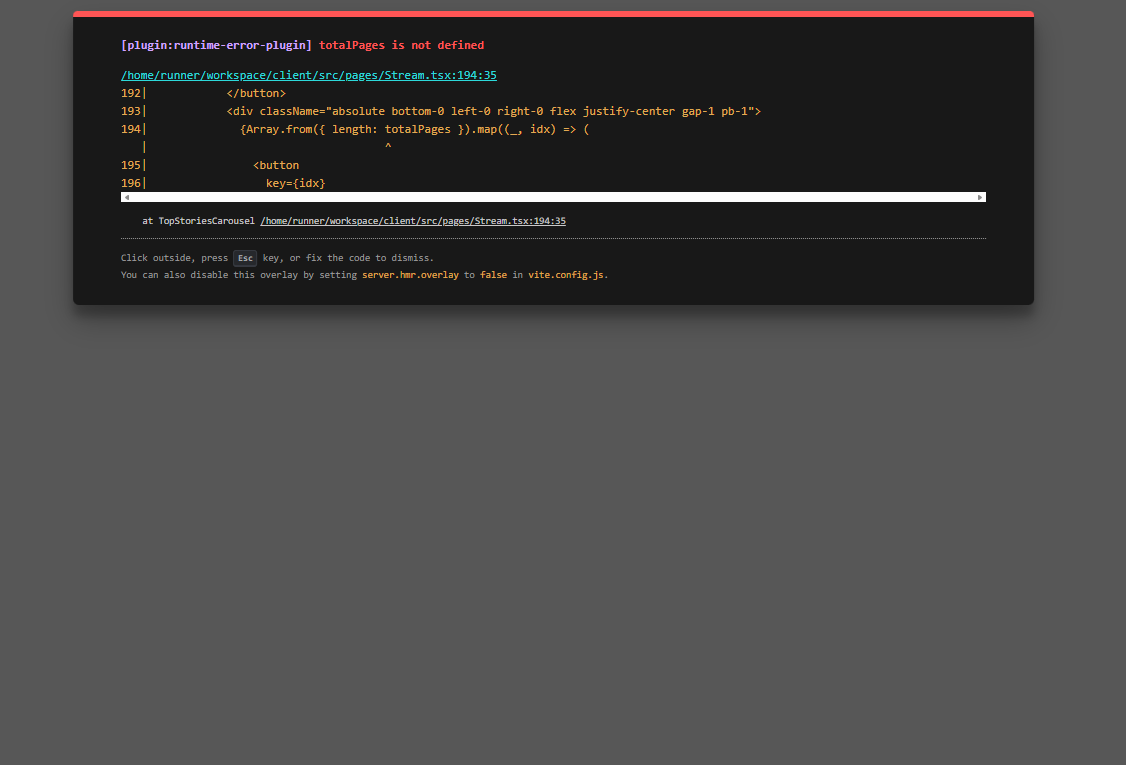 [plugin:runtime-error-plugin] totalPages is not defined
/home/runner/workspace/client/src/pages/Stream.tsx:194:35
192|            </button>
193|            <div className="absolute bottom-0 left-0 right-0 flex justify-center gap-1 pb-1">
194|              {Array.from({ length: totalPages }).map((_, idx) => (
   |                                    ^
195|                <button
196|                  key={idx}
at TopStoriesCarousel /home/runner/workspace/client/src/pages/Stream.tsx:194:35
Click outside, press Esc key, or fix the code to dismiss.
You can also disable this overlay by setting server.hmr.overlay to false in vite.config.js.